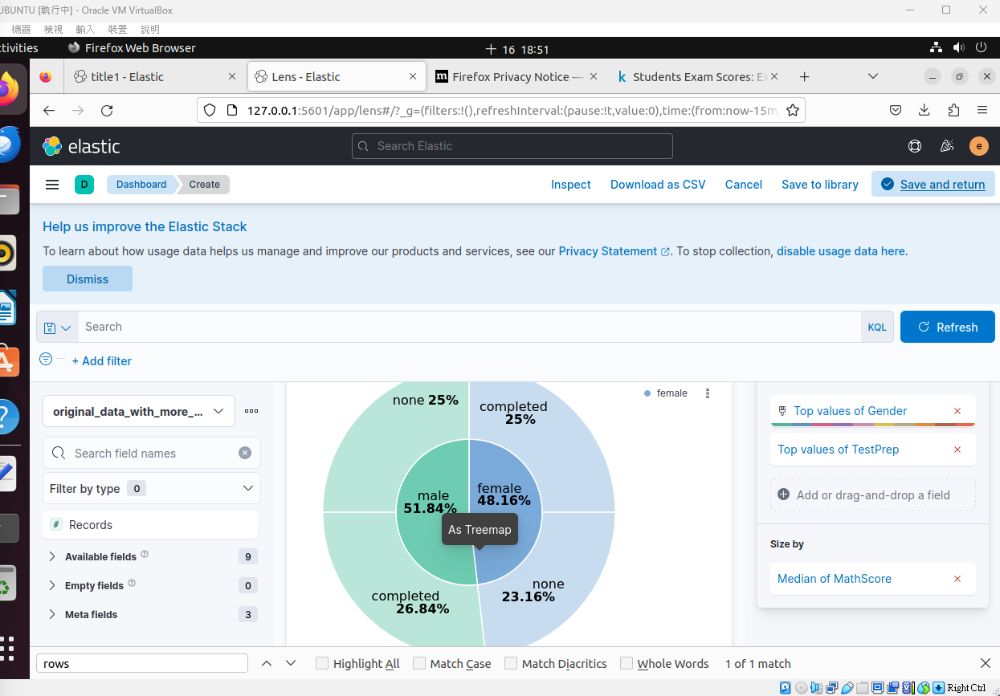 UBUNTU [執行中] - Oracle VM VirtualBox
機器 檢視 輸入 裝置 說明
tivities Firefox Web Browser 16 18:51
title1 - Elastic Lens - Elastic m Firefox Privacy Notice — k Students Exam Scores: Ex
127.0.0.1:5601/app/lens#/?_g=(filters:!(),refreshInterval:(pause:!t,value:0),time:(from:now-15m,
elastic Search Elastic e
D Dashboard Create Inspect Download as CSV Cancel Save to library Save and return
Help us improve the Elastic Stack
To learn about how usage data helps us manage and improve our products and services, see our Privacy Statement. To stop collection, disable usage data here.
Dismiss
Search KQL Refresh
+ Add filter
original_data_with_more_...
Search field names
Filter by type 0
# Records
Available fields 9
Empty fields 0
Meta fields 3
none 25%
completed
25%
male
51.84%
female
48.16%
As Treemap
completed
26.84%
none
23.16%
female
Top values of Gender
Top values of TestPrep
Add or drag-and-drop a field
Size by
Median of MathScore
rows Highlight All Match Case Match Diacritics Whole Words 1 of 1 match
Right Ctrl